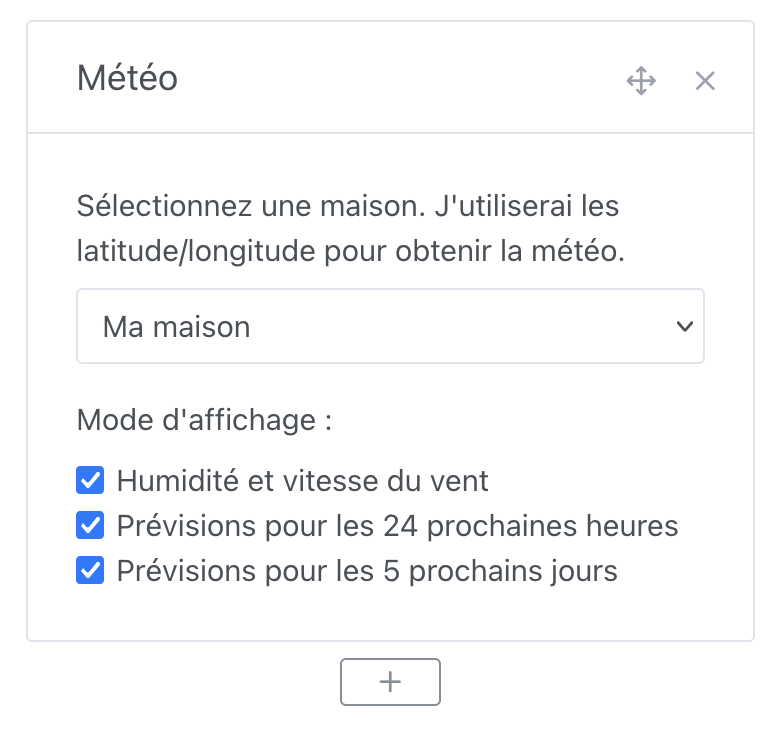 Météo
Sélectionnez une maison. J'utiliserai les
latitude/longitude pour obtenir la météo.
Ma maison
Mode d'affichage :
Humidité et vitesse du vent
Prévisions pour les 24 prochaines heures
Prévisions pour les 5 prochains jours